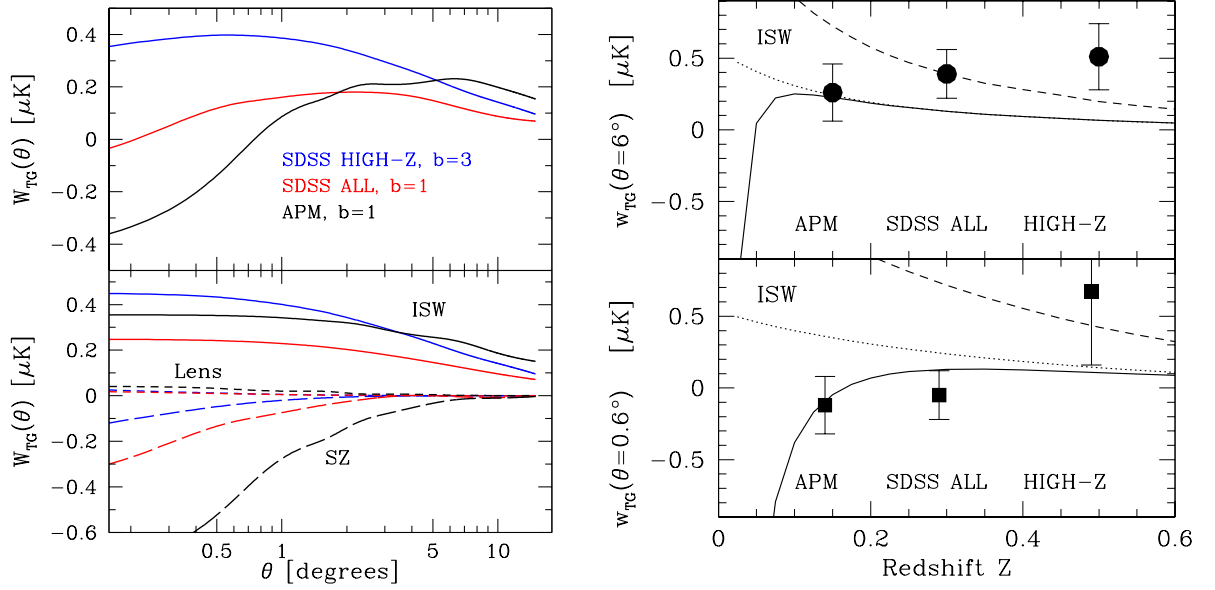 W_TG(θ) [μK]
0.4
0.2
0
−0.2
−0.4
SDSS HIGH−Z, b=3
SDSS ALL, b=1
APM, b=1
W_TG(θ) [μK]
0.4
0.2
0
−0.2
−0.4
−0.6
ISW
Lens
SZ
0.5
1
5
10
θ [degrees]
w_TG(θ=6°) [μK]
0.5
0
−0.5
ISW
APM
SDSS ALL
HIGH−Z
w_TG(θ=0.6°) [μK]
0.5
0
−0.5
ISW
APM
SDSS ALL
HIGH−Z
0
0.2
0.4
0.6
Redshift Z